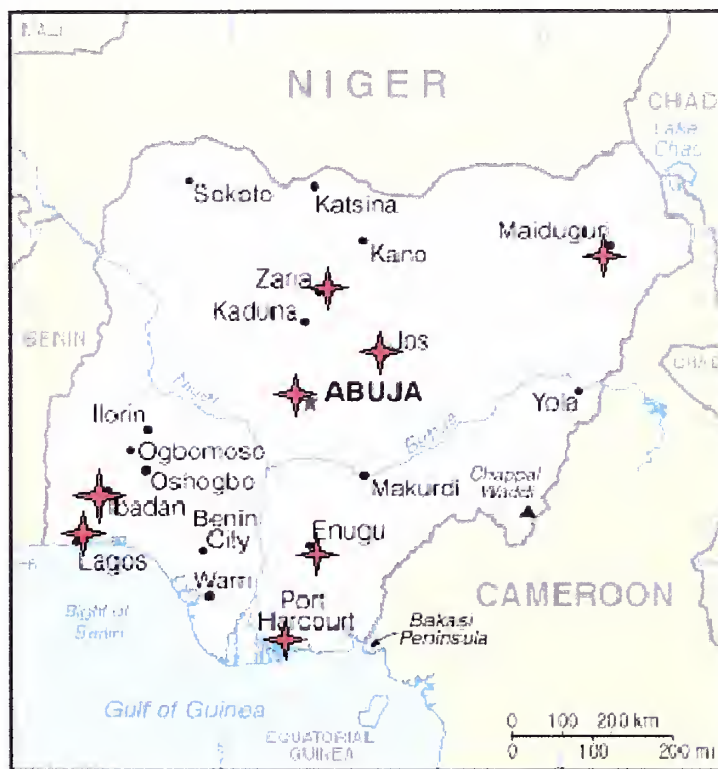 MALI
NIGER
CHAD
Lake
Chad
Sokoto
Katsina
Maiduguri
Kano
Zaria
Kaduna
Jos
BENIN
Niger
ABUJA
Yola
Ilorin
Benue
Ogbomoso
Oshogbo
Makurdi
Chappal
Waddi
Ibadan
Benin
City
Enugu
Lagos
Warri
CAMEROON
Port
Harcourt
Bight of
Benin
Bakasi
Peninsula
Gulf of Guinea
EQUATORIAL
GUINEA
0 100 200 km
0 100 200 mi